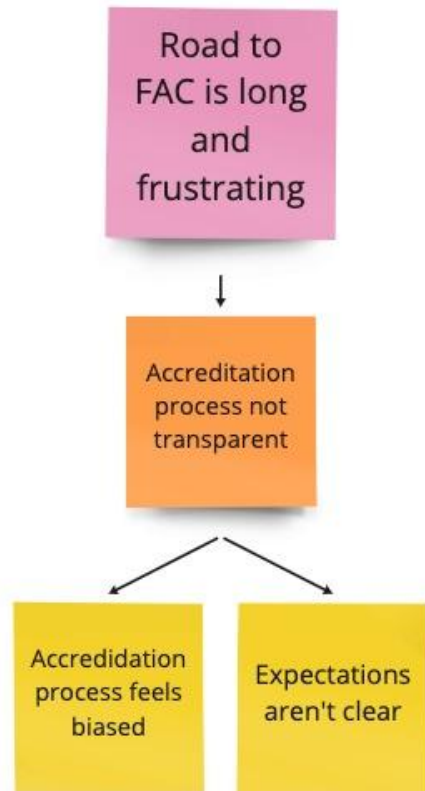 Road to
FAC is long
and
frustrating
Accreditation
process not
transparent
Accredidation
process feels
biased
Expectations
aren't clear